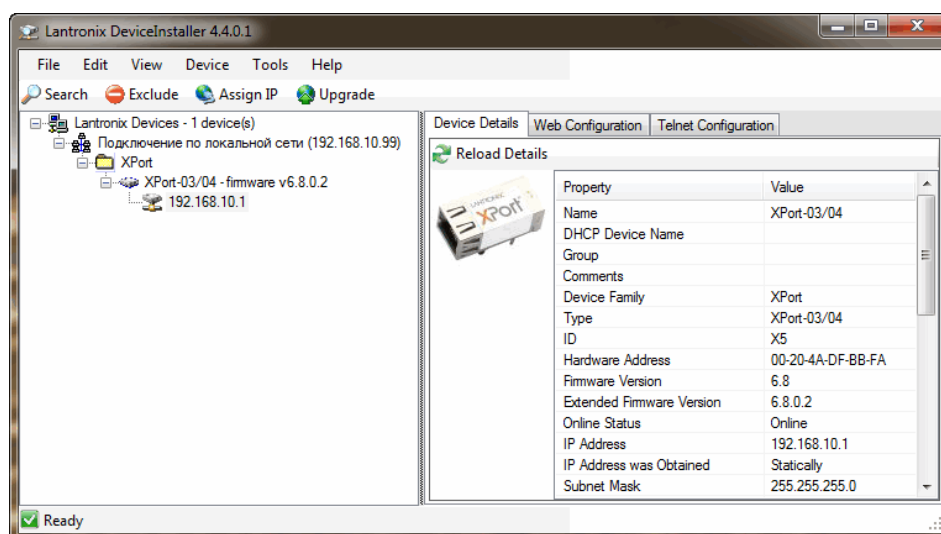 Lantronix DeviceInstaller 4.4.0.1
File Edit View Device Tools Help
Search Exclude Assign IP Upgrade
Lantronix Devices - 1 device(s)
Подключение по локальной сети (192.168.10.99)
XPort
XPort-03/04 - firmware v6.8.0.2
192.168.10.1
Device Details Web Configuration Telnet Configuration
Reload Details
LANTRONIX
XPort
Property Value
Name XPort-03/04
DHCP Device Name
Group
Comments
Device Family XPort
Type XPort-03/04
ID X5
Hardware Address 00-20-4A-DF-BB-FA
Firmware Version 6.8
Extended Firmware Version 6.8.0.2
Online Status Online
IP Address 192.168.10.1
IP Address was Obtained Statically
Subnet Mask 255.255.255.0
Ready